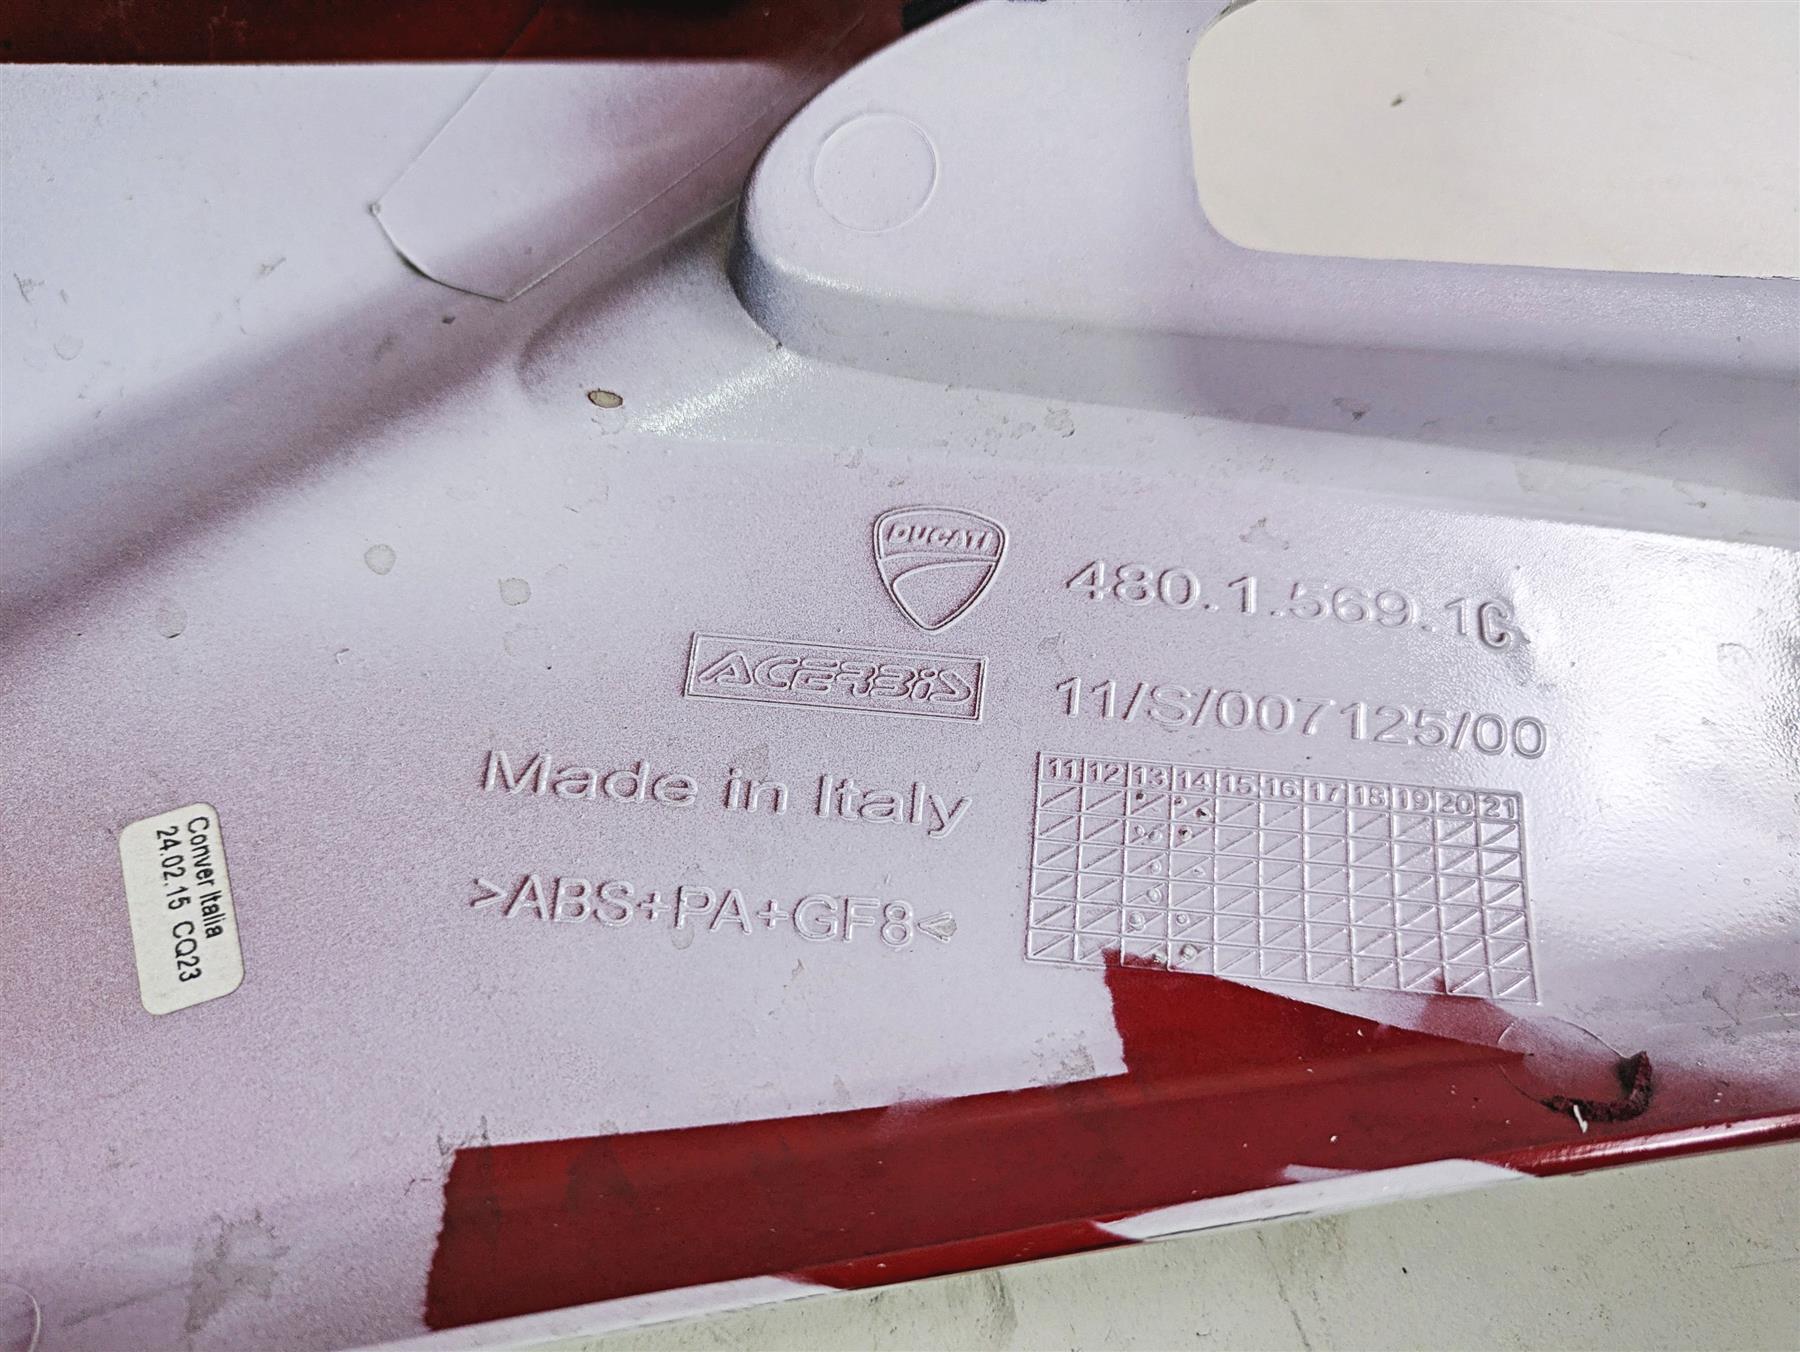 DUCATI
480.1.569.1C
ACERBIS
11/S/007125/00
Made in Italy
11 12 13 14 15 16 17 18 19 20 21
>ABS+PA+GF8<
Conver Italia
24.02.15 CQ23